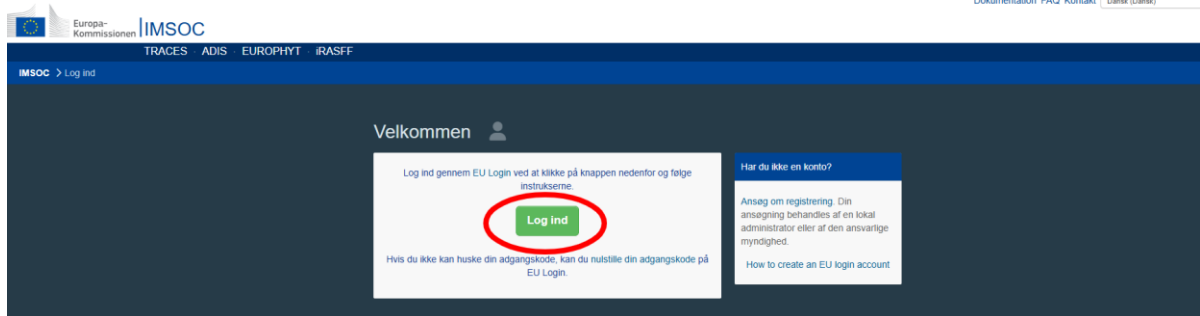 Dokumentation FAQ Kontakt Dansk (Dansk)
Europa-
Kommissionen IMSOC
TRACES · ADIS · EUROPHYT · iRASFF
IMSOC > Log ind
Velkommen
Log ind gennem EU Login ved at klikke på knappen nedenfor og følge
instrukserne.
Log ind
Hvis du ikke kan huske din adgangskode, kan du nulstille din adgangskode på
EU Login.
Har du ikke en konto?
Ansøg om registrering. Din
ansøgning behandles af en lokal
administrator eller af den ansvarlige
myndighed.
How to create an EU login account